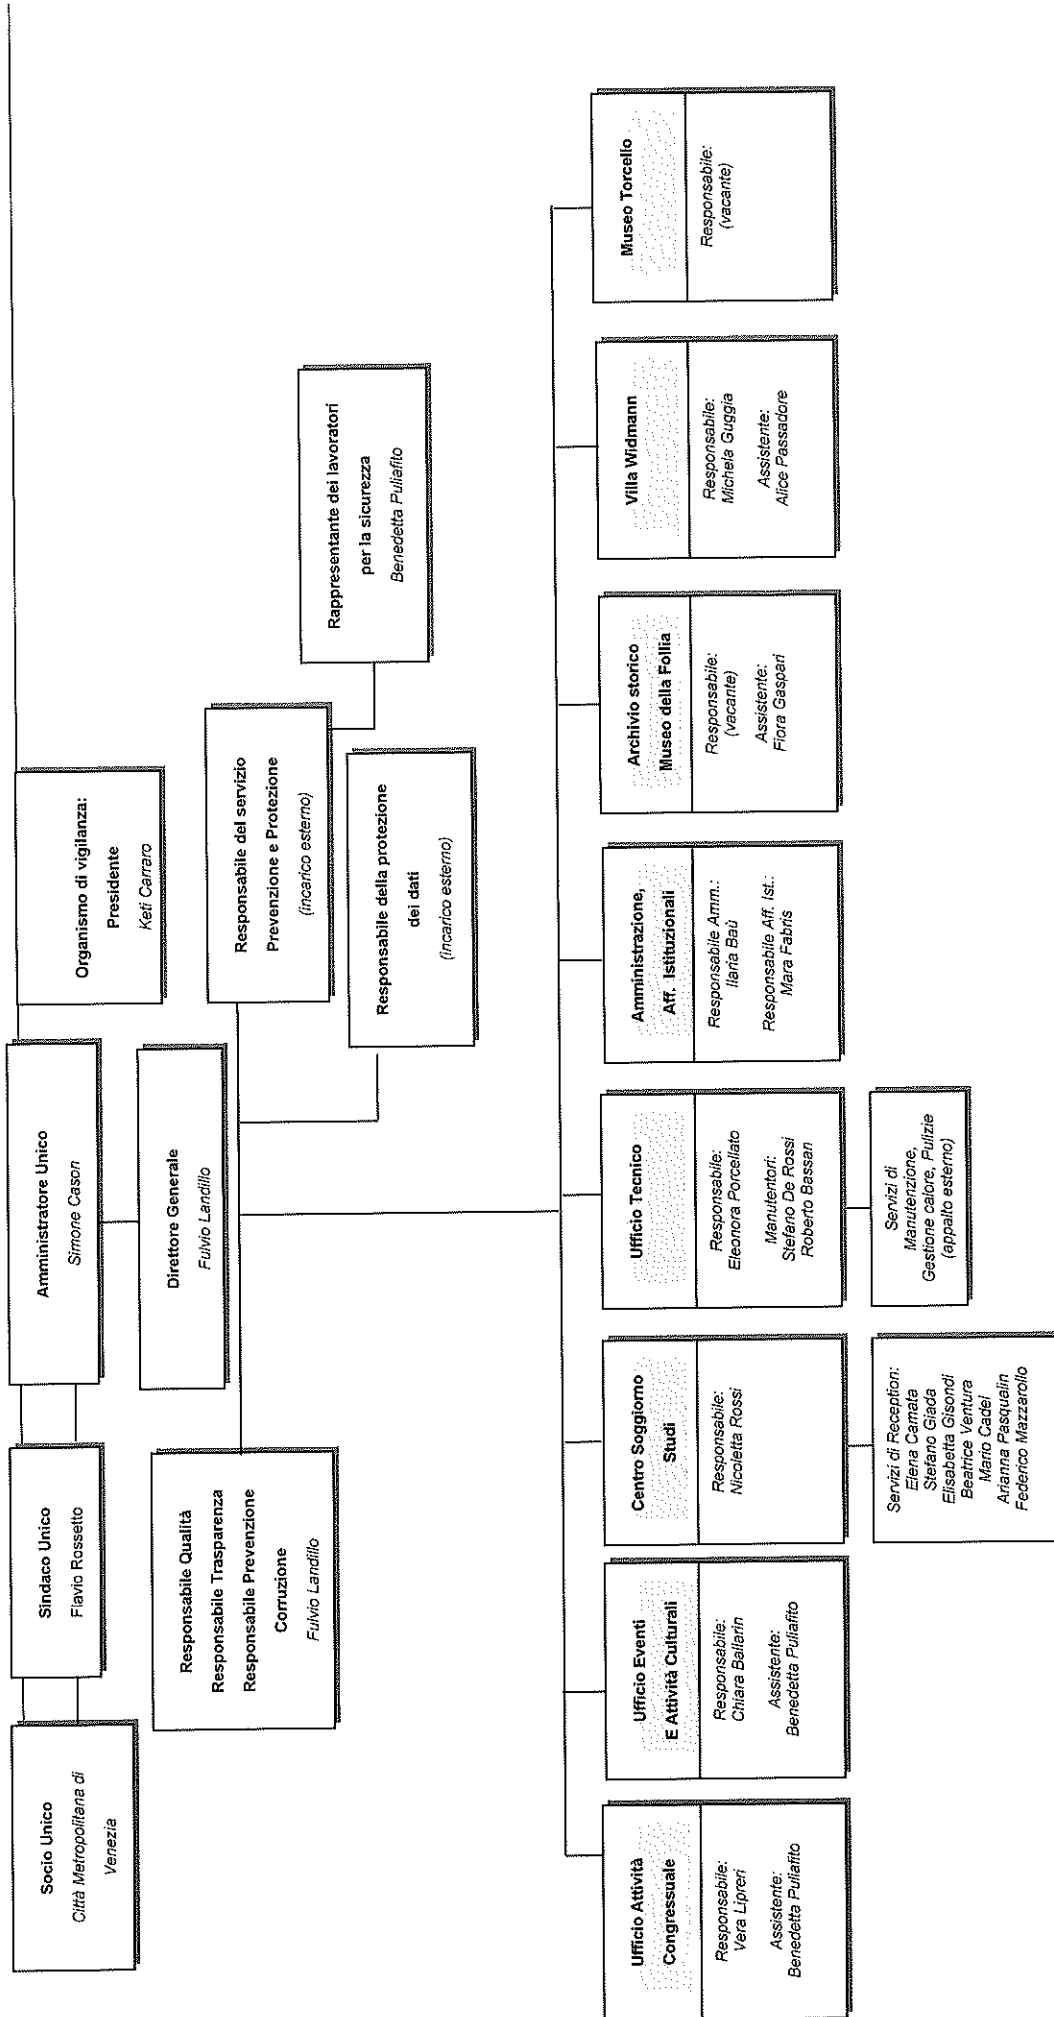 Socio Unico
Città Metropolitana di
Venezia
Sindaco Unico
Flavio Rossetto
Amministratore Unico
Simone Cason
Organismo di vigilanza:
Presidente
Keti Carraro
Direttore Generale
Fulvio Landillo
Responsabile Qualità
Responsabile Trasparenza
Responsabile Prevenzione
Corruzione
Fulvio Landillo
Responsabile del servizio
Prevenzione e Protezione
(incarico esterno)
Rappresentante dei lavoratori
per la sicurezza
Benedetta Puliafito
Responsabile della protezione
dei dati
(incarico esterno)
Ufficio Attività
Congressuale
Responsabile:
Vera Lipreri
Assistente:
Benedetta Puliafito
Ufficio Eventi
E Attività Culturali
Responsabile:
Chiara Ballarin
Assistente:
Benedetta Puliafito
Centro Soggiorno
Studi
Responsabile:
Nicoletta Rossi
Servizi di Reception:
Elena Camata
Stefano Giada
Elisabetta Gisondi
Beatrice Ventura
Mario Cadel
Arianna Pasqualin
Federico Mazzarollo
Ufficio Tecnico
Responsabile:
Eleonora Porcellato
Manutentori:
Stefano De Rossi
Roberto Bassan
Servizi di
Manutenzione,
Gestione calore, Pulizie
(appalto esterno)
Amministrazione,
Aff. Istituzionali
Responsabile Amm.:
Ilaria Baù
Responsabile Aff. Ist.:
Mara Fabris
Archivio storico
Museo della Follia
Responsabile:
(vacante)
Assistente:
Fiora Gaspari
Villa Widmann
Responsabile:
Michela Guggia
Assistente:
Alice Passadore
Museo Torcello
Responsabile:
(vacante)